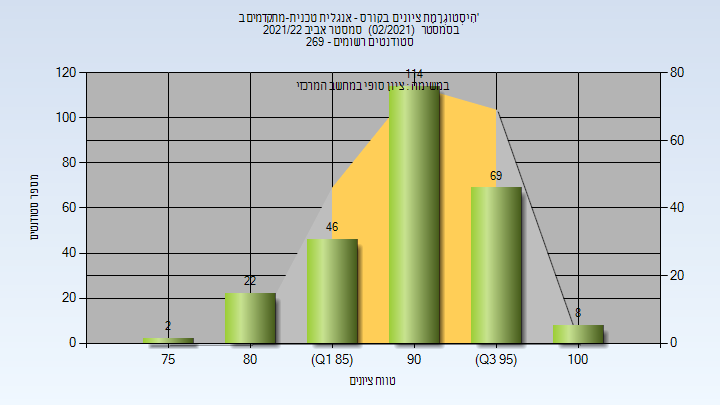 היסטוגרמת ציונים בקורס - אנגלית טכנית-מתקדמים ב'
בסמסטר (02/2021) סמסטר אביב 2021/22
סטודנטים רשומים - 269
במשימה : ציון סופי במחשב המרכזי
120
100
80
60
40
20
0
80
60
40
20
0
2
22
46
114
69
8
75
80
(Q1 85)
90
(Q3 95)
100
מספר סטודנטים
טווח ציונים